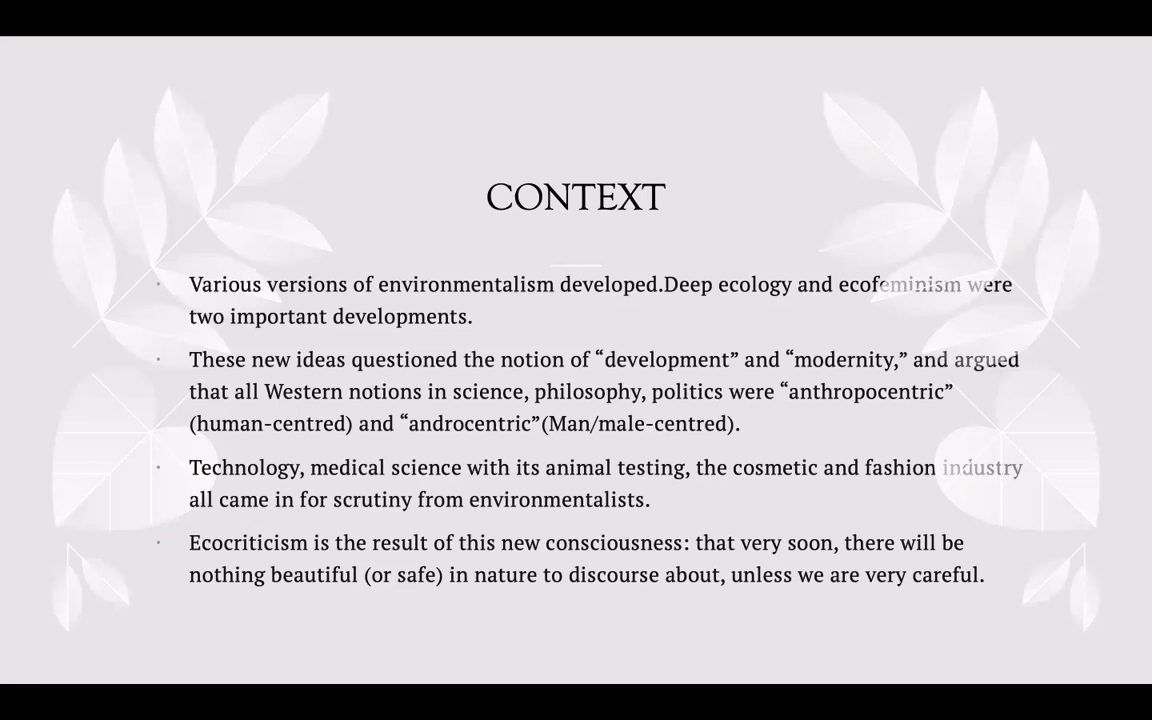 CONTEXT
· Various versions of environmentalism developed.Deep ecology and ecofeminism were
two important developments.
· These new ideas questioned the notion of “development” and “modernity,” and argued
that all Western notions in science, philosophy, politics were “anthropocentric”
(human-centred) and “androcentric”(Man/male-centred).
· Technology, medical science with its animal testing, the cosmetic and fashion industry
all came in for scrutiny from environmentalists.
· Ecocriticism is the result of this new consciousness: that very soon, there will be
nothing beautiful (or safe) in nature to discourse about, unless we are very careful.